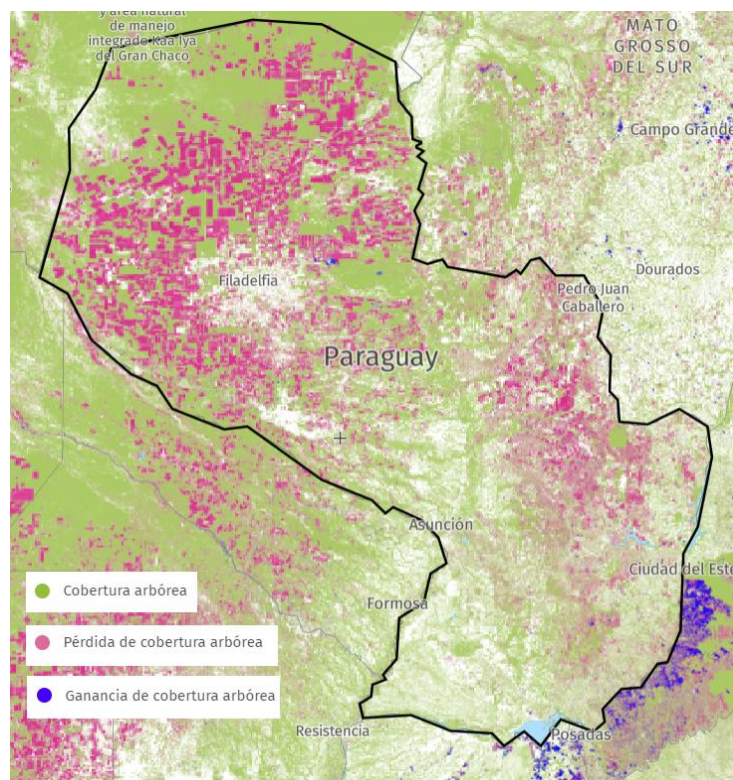 y área natural
de manejo
integrado Kaa Iya
del Gran Chaco
MATO
GROSSO
DEL SUR
Campo Grande
Dourados
Filadelfia
Pedro Juan
Caballero
Paraguay
Asunción
Ciudad del Este
Formosa
Cobertura arbórea
Pérdida de cobertura arbórea
Ganancia de cobertura arbórea
Resistencia
Posadas